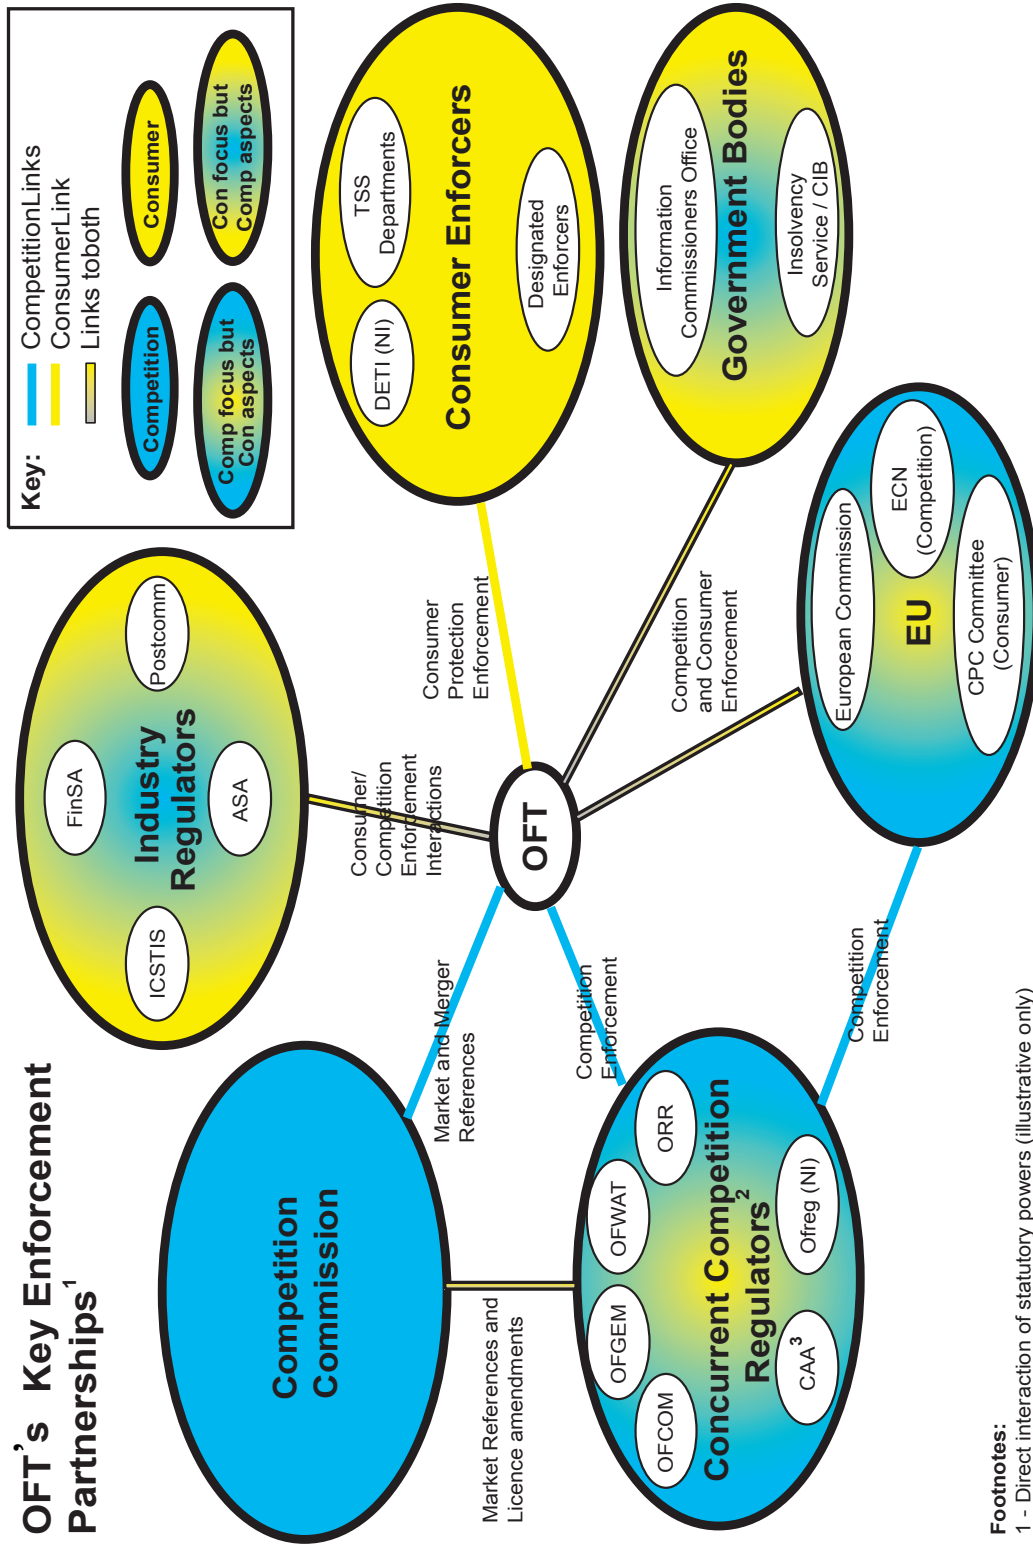 OFT's Key Enforcement
Partnerships¹
Key:
CompetitionLinks
ConsumerLink
Links toboth
Competition
Consumer
Comp focus but
Con aspects
Con focus but
Comp aspects
Industry
Regulators
ICSTIS
FinSA
ASA
Postcomm
Competition
Commission
Consumer Enforcers
DETI (NI)
TSS
Departments
Designated
Enforcers
Market and Merger
References
Consumer/
Competition
Enforcement
Interactions
Consumer
Protection
Enforcement
OFT
Market References and
Licence amendments
Competition
Enforcement
Competition
and Consumer
Enforcement
Government Bodies
Information
Commissioners Office
Insolvency
Service / CIB
Concurrent Competition
Regulators²
OFCOM
OFGEM
OFWAT
ORR
CAA³
Ofreg (NI)
Competition
Enforcement
EU
European Commission
ECN
(Competition)
CPC Committee
(Consumer)
Footnotes:
1 - Direct interaction of statutory powers (illustrative only)